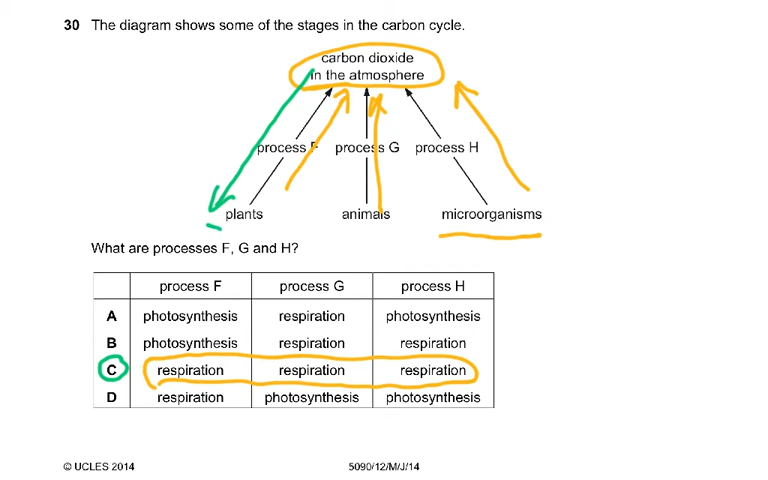 30 The diagram shows some of the stages in the carbon cycle.
carbon dioxide
in the atmosphere
process F process G process H
plants animals microorganisms
What are processes F, G and H?
process F process G process H
A photosynthesis respiration photosynthesis
B photosynthesis respiration respiration
C respiration respiration respiration
D respiration photosynthesis photosynthesis
© UCLES 2014 5090/12/M/J/14